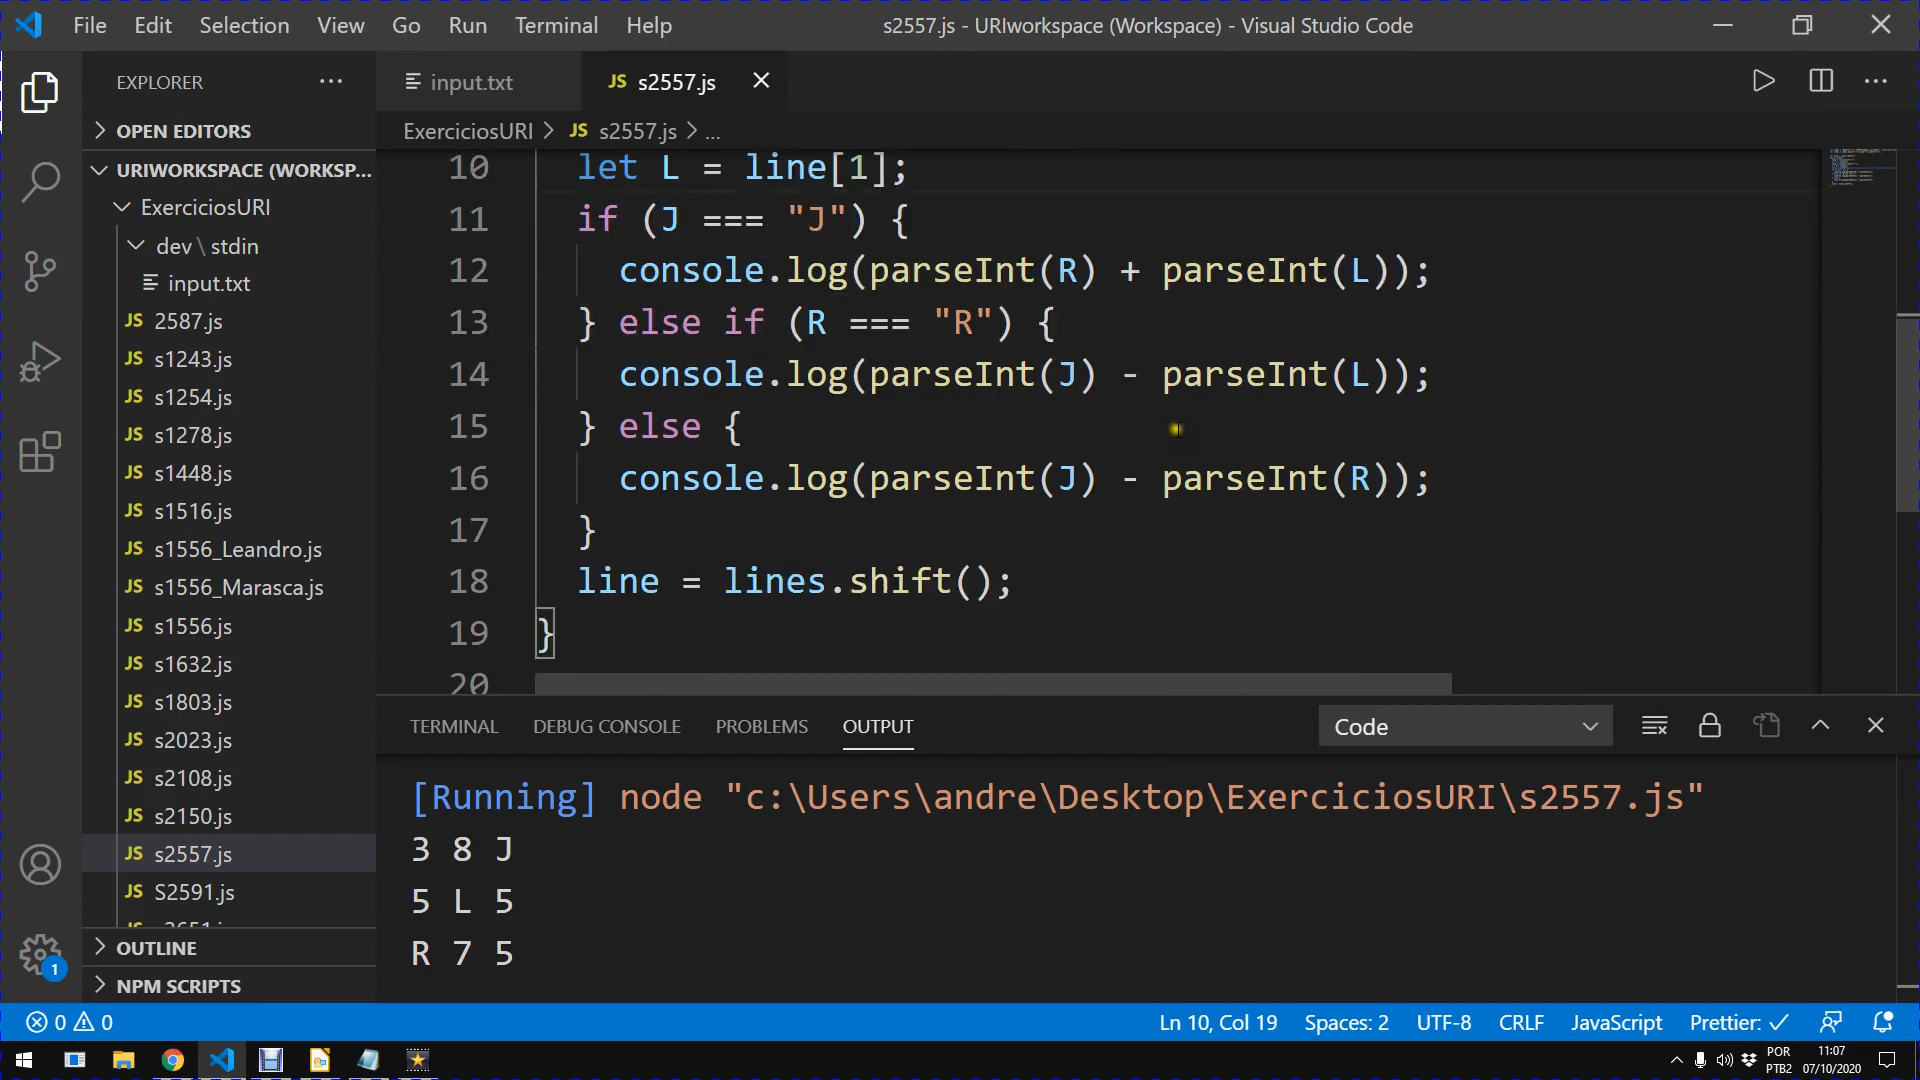 File Edit Selection View Go Run Terminal Help
s2557.js - URIworkspace (Workspace) - Visual Studio Code
EXPLORER
OPEN EDITORS
URIWORKSPACE (WORKSP...
ExerciciosURI
dev \ stdin
input.txt
JS 2587.js
JS s1243.js
JS s1254.js
JS s1278.js
JS s1448.js
JS s1516.js
JS s1556_Leandro.js
JS s1556_Marasca.js
JS s1556.js
JS s1632.js
JS s1803.js
JS s2023.js
JS s2108.js
JS s2150.js
JS s2557.js
JS S2591.js
OUTLINE
NPM SCRIPTS
1
input.txt
JS s2557.js
ExerciciosURI > JS s2557.js > ...
10 let L = line[1];
11 if (J === "J") {
12 console.log(parseInt(R) + parseInt(L));
13 } else if (R === "R") {
14 console.log(parseInt(J) - parseInt(L));
15 } else {
16 console.log(parseInt(J) - parseInt(R));
17 }
18 line = lines.shift();
19 }
20
TERMINAL DEBUG CONSOLE PROBLEMS OUTPUT
Code
[Running] node "c:\Users\andre\Desktop\ExerciciosURI\s2557.js"
3 8 J
5 L 5
R 7 5
0 0
Ln 10, Col 19 Spaces: 2 UTF-8 CRLF JavaScript Prettier: ✓
POR
PTB2
11:07
07/10/2020